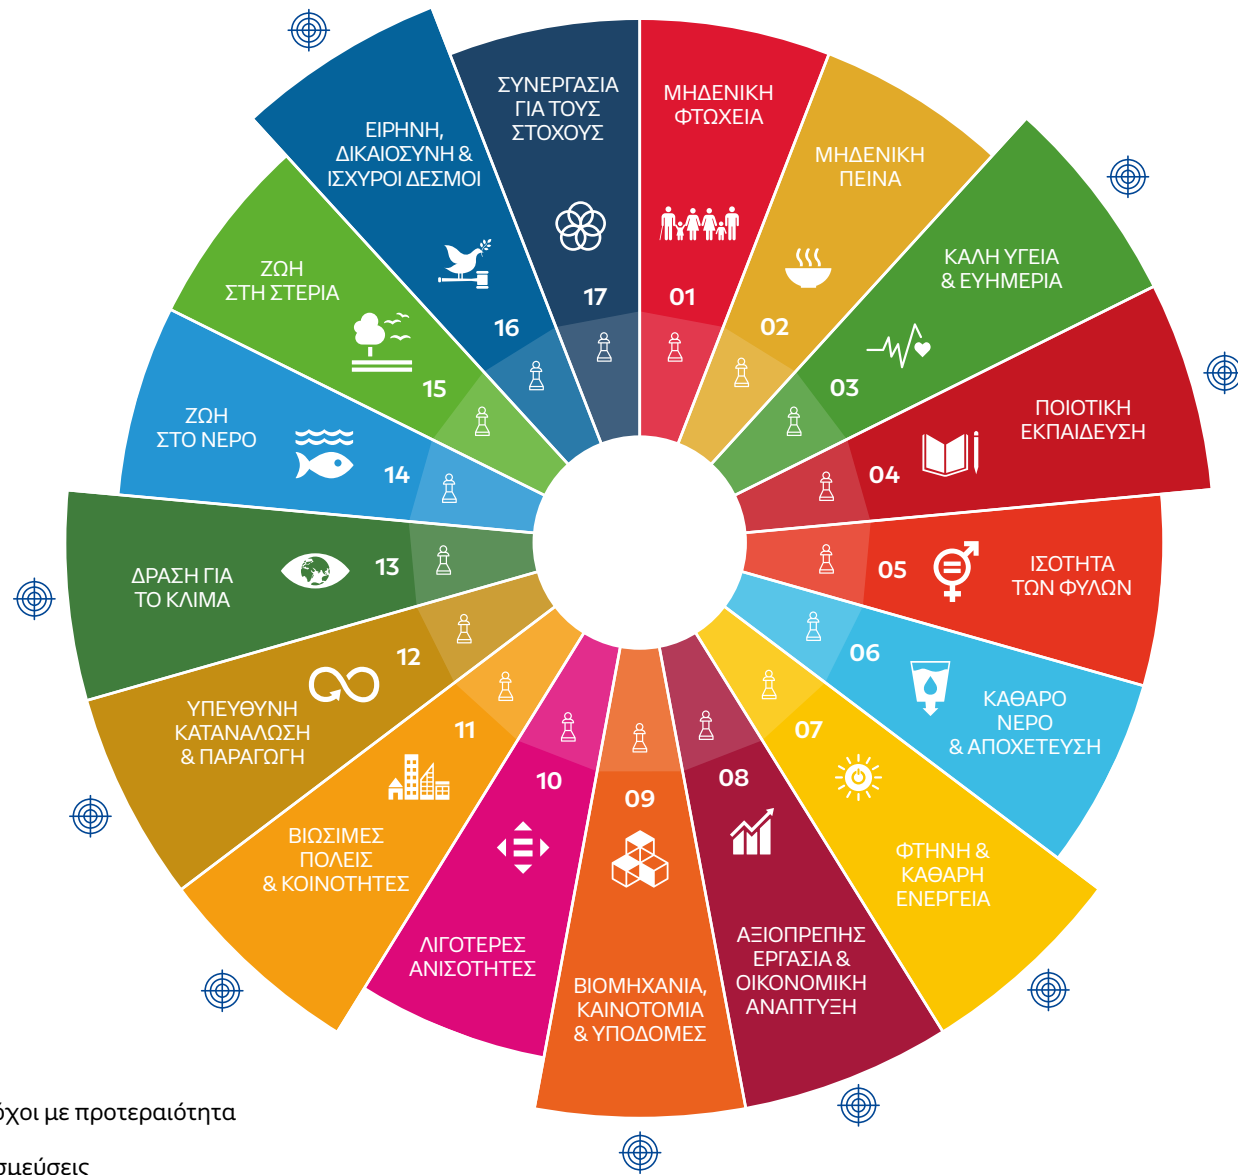 ΜΗΔΕΝΙΚΗ
ΦΤΩΧΕΙΑ
01
ΜΗΔΕΝΙΚΗ
ΠΕΙΝΑ
02
ΚΑΛΗ ΥΓΕΙΑ
& ΕΥΗΜΕΡΙΑ
03
ΠΟΙΟΤΙΚΗ
ΕΚΠΑΙΔΕΥΣΗ
04
ΙΣΟΤΗΤΑ
ΤΩΝ ΦΥΛΩΝ
05
ΚΑΘΑΡΟ
ΝΕΡΟ
& ΑΠΟΧΕΤΕΥΣΗ
06
ΦΤΗΝΗ &
ΚΑΘΑΡΗ
ΕΝΕΡΓΕΙΑ
07
ΑΞΙΟΠΡΕΠΗΣ
ΕΡΓΑΣΙΑ &
ΟΙΚΟΝΟΜΙΚΗ
ΑΝΑΠΤΥΞΗ
08
ΒΙΟΜΗΧΑΝΙΑ,
ΚΑΙΝΟΤΟΜΙΑ
& ΥΠΟΔΟΜΕΣ
09
ΛΙΓΟΤΕΡΕΣ
ΑΝΙΣΟΤΗΤΕΣ
10
ΒΙΩΣΙΜΕΣ
ΠΟΛΕΙΣ
& ΚΟΙΝΟΤΗΤΕΣ
11
ΥΠΕΥΘΥΝΗ
ΚΑΤΑΝΑΛΩΣΗ
& ΠΑΡΑΓΩΓΗ
12
ΔΡΑΣΗ ΓΙΑ
ΤΟ ΚΛΙΜΑ
13
ΖΩΗ
ΣΤΟ ΝΕΡΟ
14
ΖΩΗ
ΣΤΗ ΣΤΕΡΙΑ
15
ΕΙΡΗΝΗ,
ΔΙΚΑΙΟΣΥΝΗ &
ΙΣΧΥΡΟΙ ΔΕΣΜΟΙ
16
ΣΥΝΕΡΓΑΣΙΑ
ΓΙΑ ΤΟΥΣ
ΣΤΟΧΟΥΣ
17
με προτεραιότητα